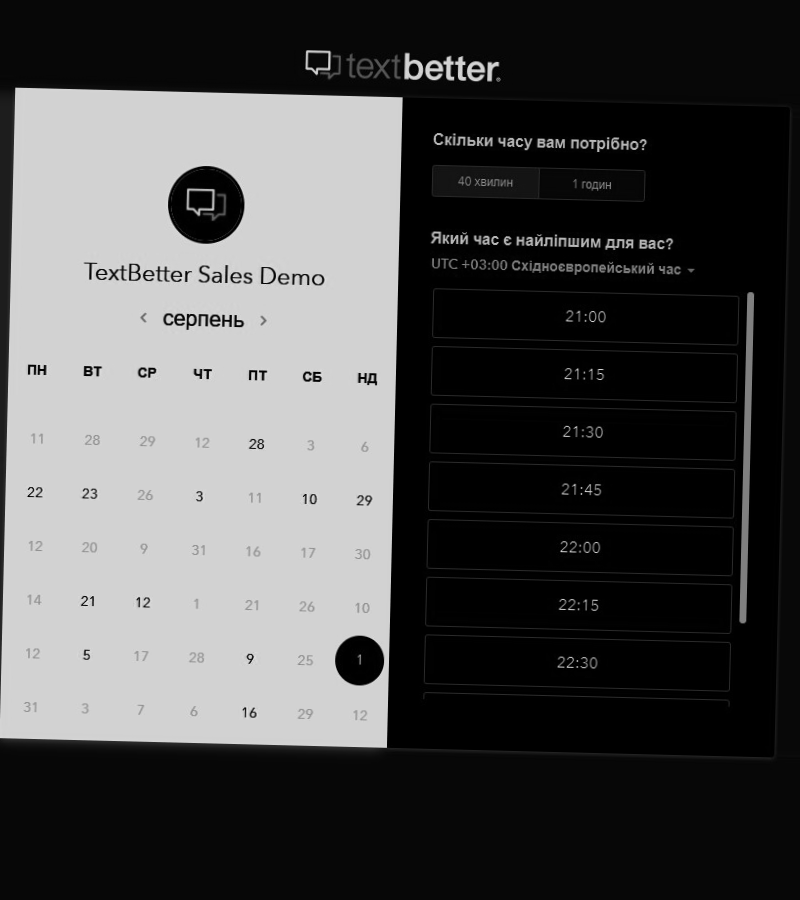 textbetter.
TextBetter Sales Demo
серпень
ПН ВТ СР ЧТ ПТ СБ НД
11 28 29 12 28 3 6
22 23 26 3 11 10 29
12 20 9 31 16 17 30
14 21 12 1 21 26 10
12 5 17 28 9 25 1
31 3 7 6 16 29 12
Скільки часу вам потрібно?
40 хвилин 1 годин
Який час є найліпшим для вас?
UTC +03:00 Східноєвропейський час
21:00
21:15
21:30
21:45
22:00
22:15
22:30